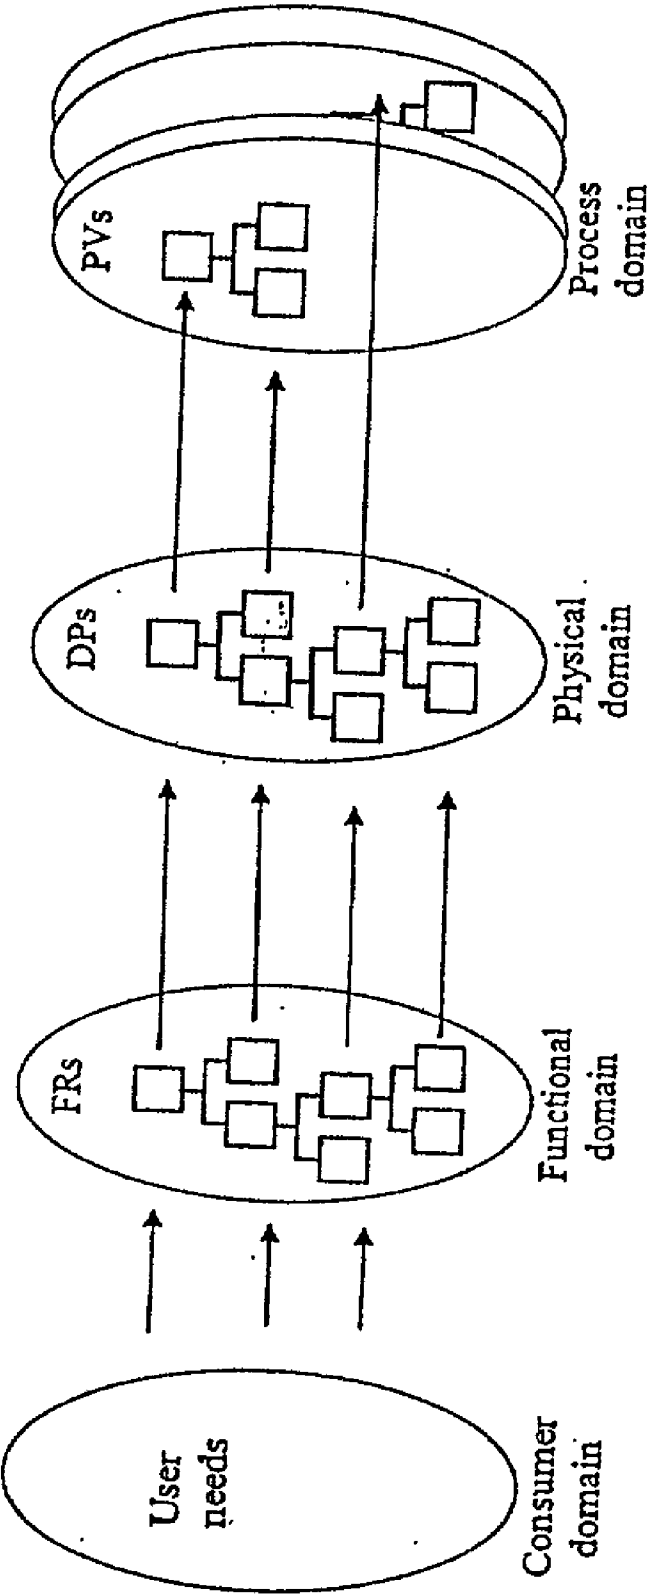 User
needs
Consumer
domain
FRs
Functional
domain
DPs
Physical
domain
PVs
Process
domain